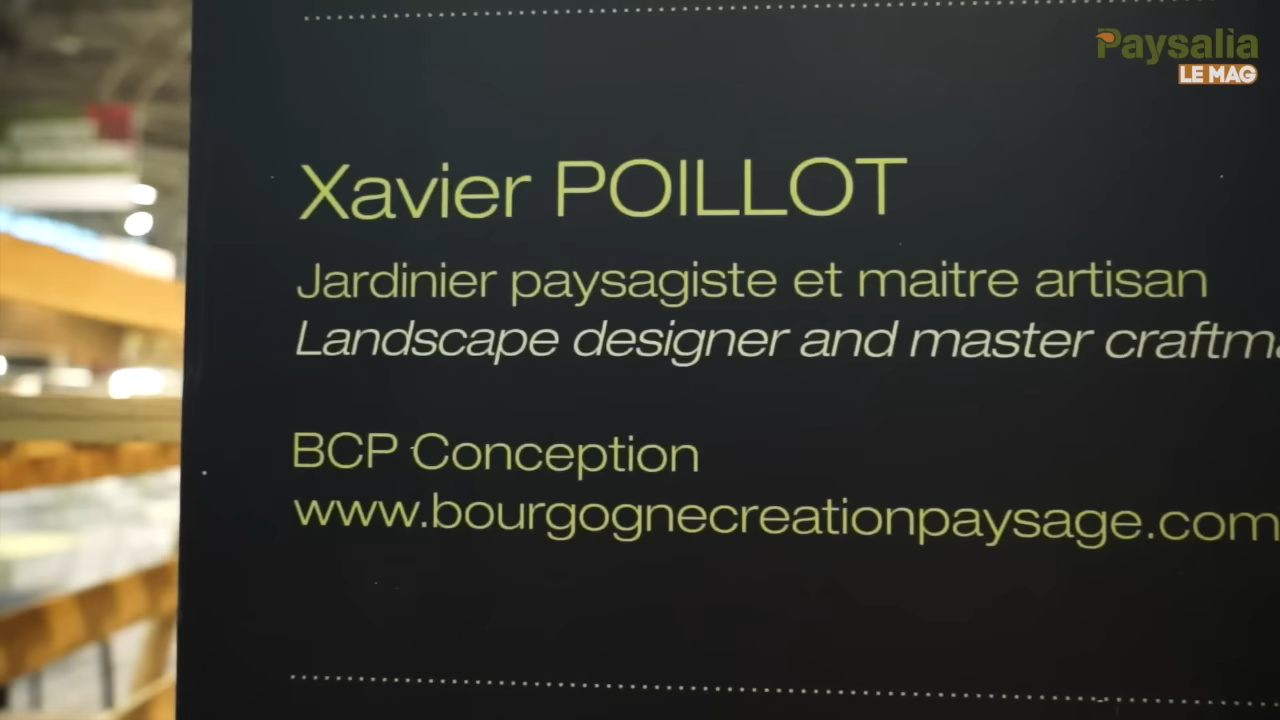 Paysalia
LE MAG
Xavier POILLOT
Jardinier paysagiste et maitre artisan
Landscape designer and master craftma
BCP Conception
www.bourgognecreationpaysage.com